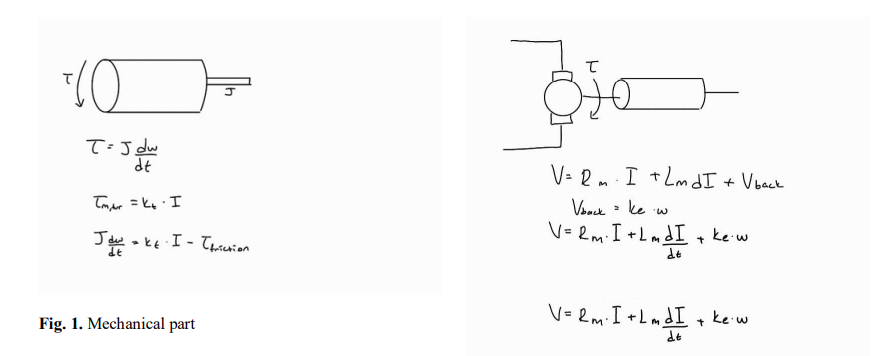 τ
J
τ = J dw/dt
τmotor = kt · I
J dw/dt = kt · I - τfriction
Fig. 1. Mechanical part
τ
V = Rm · I + Lm dI + Vback
Vback = ke · w
V = Rm · I + Lm dI/dt + ke · w
V = Rm · I + Lm dI/dt + ke · w